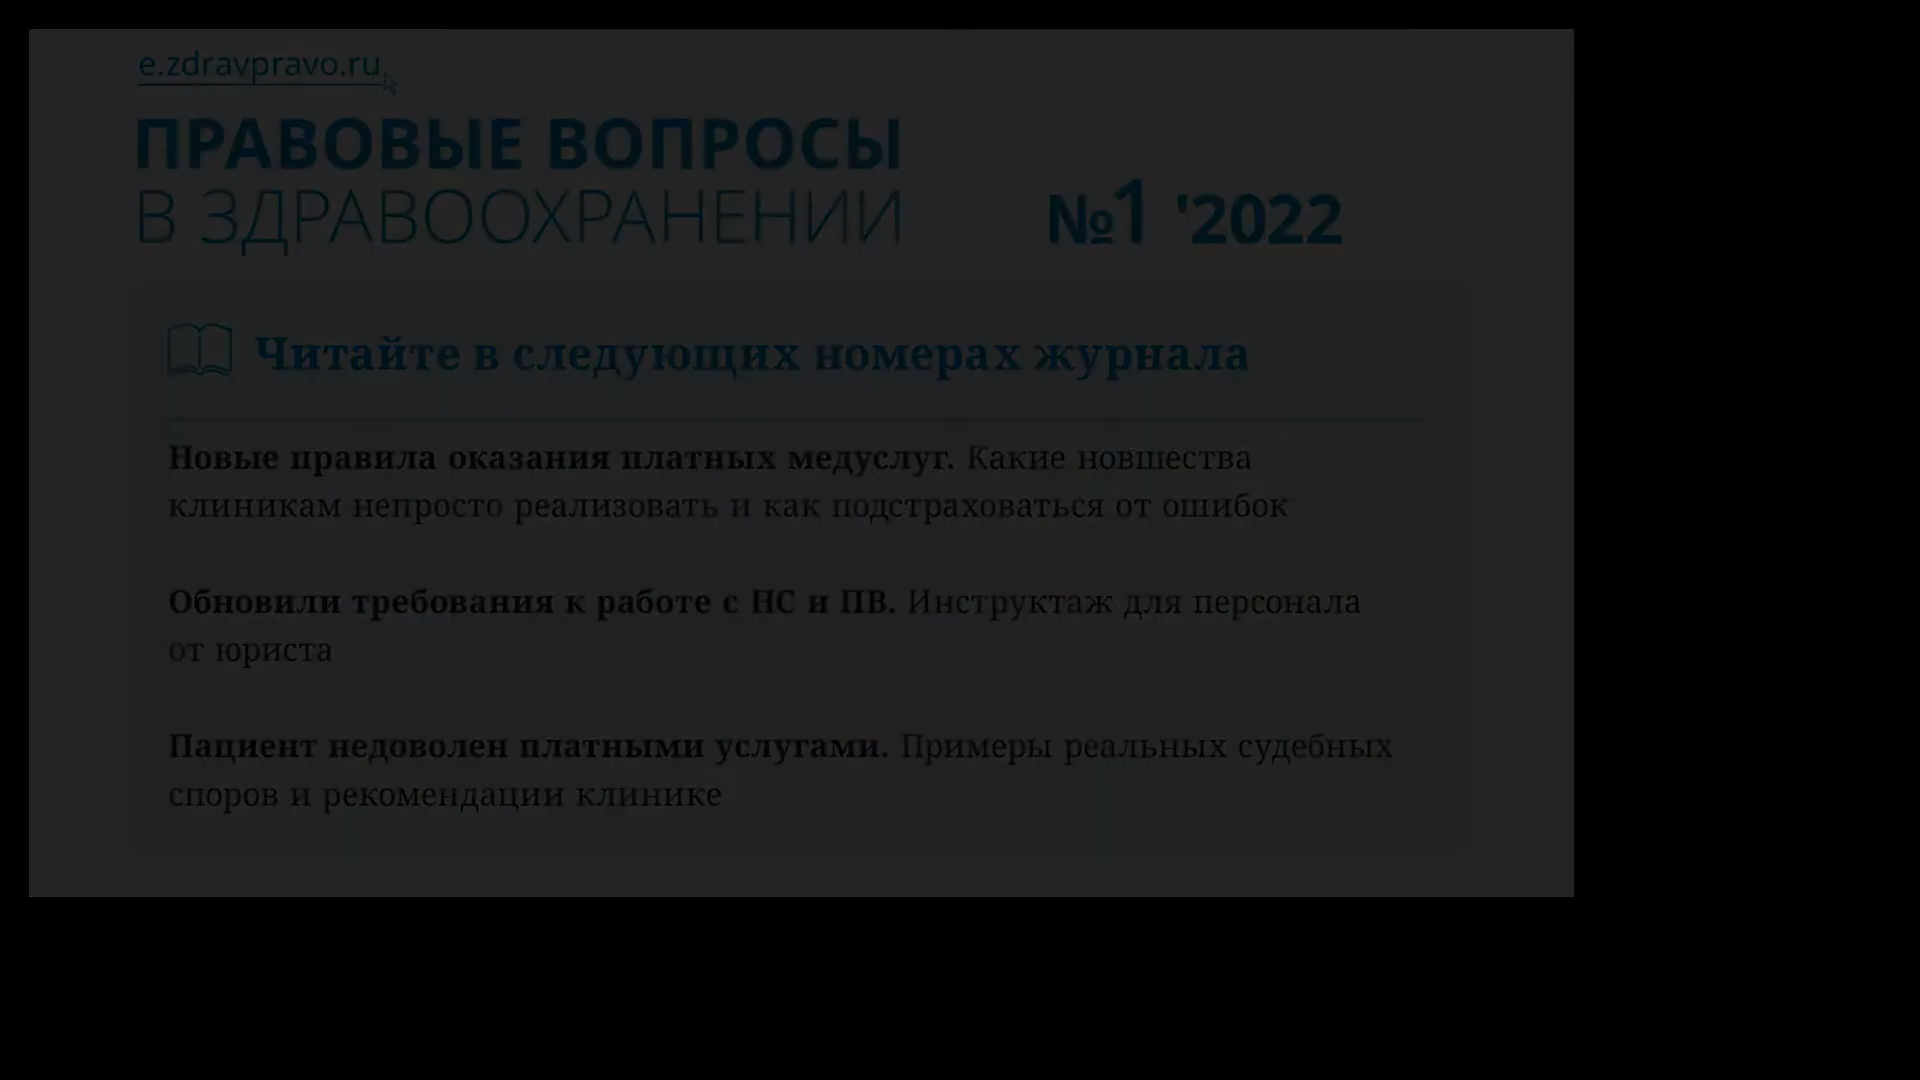 e.zdravpravo.ru
ПРАВОВЫЕ ВОПРОСЫ
В ЗДРАВООХРАНЕНИИ
№1 '2022
Читайте в следующих номерах журнала
Новые правила оказания платных медуслуг. Какие новшества
клиникам непросто реализовать и как подстраховаться от ошибок
Обновили требования к работе с НС и ПВ. Инструктаж для персонала
от юриста
Пациент недоволен платными услугами. Примеры реальных судебных
споров и рекомендации клинике